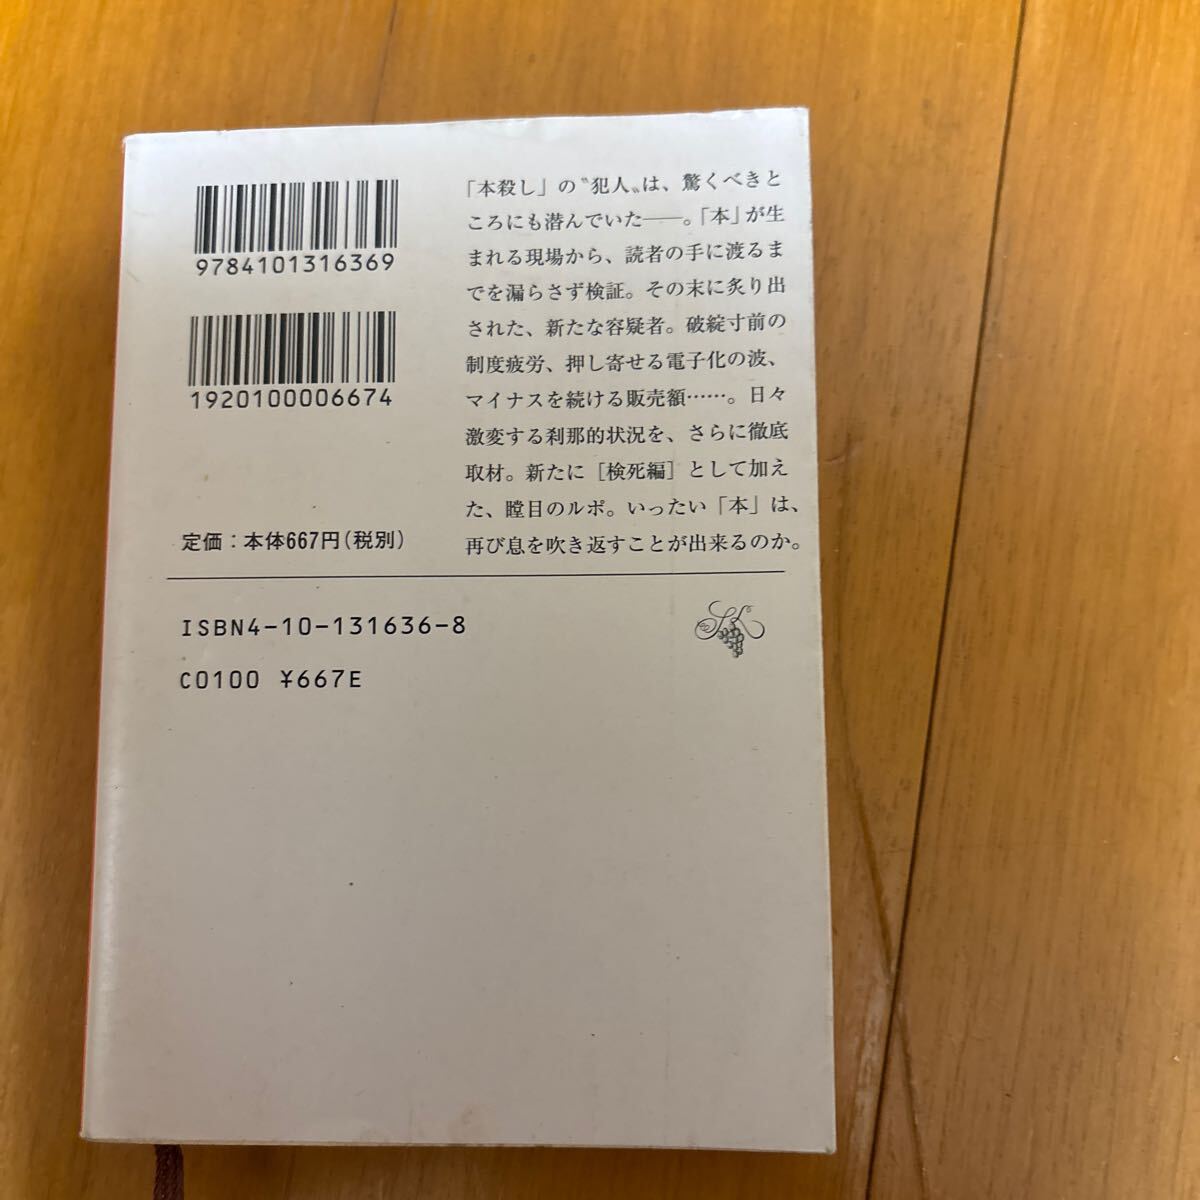 9784101316369
1920100006674
定価:本体667円(税別)
「本殺し」の〝犯人〟は、驚くべきと
ころにも潜んでいた――。「本」が生
まれる現場から、読者の手に渡るま
でを漏らさず検証。その末に炙り出
された、新たな容疑者。破綻寸前の
制度疲労、押し寄せる電子化の波、
マイナスを続ける販売額……。日々
激変する刹那的状況を、さらに徹底
取材。新たに［検死編］として加え
た、瞠目のルポ。いったい「本」は、
再び息を吹き返すことが出来るのか。
ISBN4-10-131636-8
C0100 ¥667E